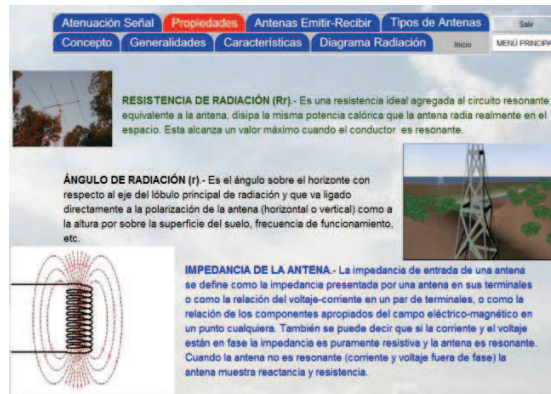 Atenuación Señal Propiedades Antenas Emitir-Recibir Tipos de Antenas Salir
Concepto Generalidades Características Diagrama Radiación Inicio MENÚ PRINCIPA
RESISTENCIA DE RADIACIÓN (Rr).- Es una resistencia ideal agregada al circuito resonante
equivalente a la antena, disipa la misma potencia calórica que la antena radia realmente en el
espacio. Esta alcanza un valor máximo cuando el conductor es resonante.
ÁNGULO DE RADIACIÓN (r).- Es el ángulo sobre el horizonte con
respecto al eje del lóbulo principal de radiación y que va ligado
directamente a la polarización de la antena (horizontal o vertical) como a
la altura por sobre la superficie del suelo, frecuencia de funcionamiento,
etc.
IMPEDANCIA DE LA ANTENA.- La impedancia de entrada de una antena
se define como la impedancia presentada por una antena en sus terminales
o como la relación del voltaje-corriente en un par de terminales, o como la
relación de los componentes apropiados del campo eléctrico-magnético en
un punto cualquiera. También se puede decir que si la corriente y el voltaje
están en fase la impedancia es puramente resistiva y la antena es resonante.
Cuando la antena no es resonante (corriente y voltaje fuera de fase) la
antena muestra reactancia y resistencia.